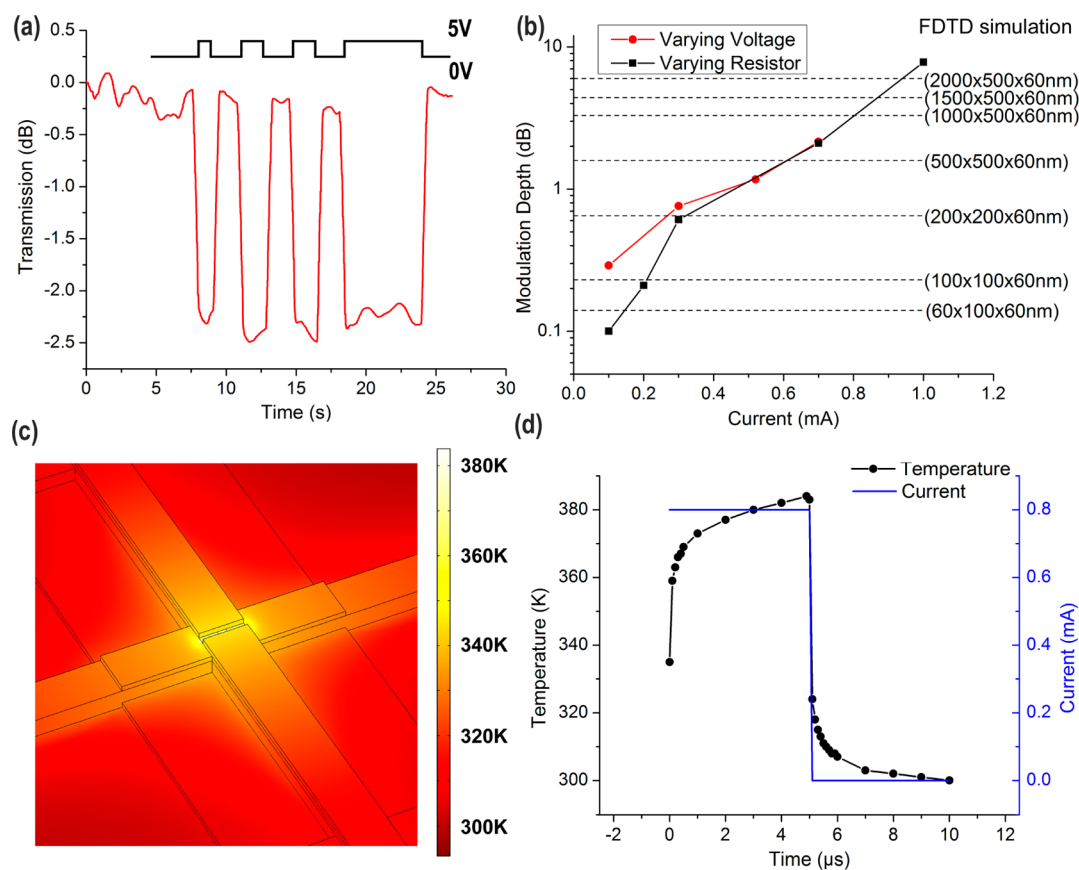 (a)
0.5
0.0
-0.5
-1.0
-1.5
-2.0
-2.5
Transmission (dB)
5V
0V
0 5 10 15 20 25 30
Time (s)
(b)
FDTD simulation
Varying Voltage
Varying Resistor
10
1
0.1
Modulation Depth (dB)
(2000x500x60nm)
(1500x500x60nm)
(1000x500x60nm)
(500x500x60nm)
(200x200x60nm)
(100x100x60nm)
(60x100x60nm)
0.0 0.2 0.4 0.6 0.8 1.0 1.2
Current (mA)
(c)
380K
360K
340K
320K
300K
(d)
Temperature
Current
380
360
340
320
300
Temperature (K)
0.8
0.6
0.4
0.2
0.0
Current (mA)
-2 0 2 4 6 8 10 12
Time (μs)